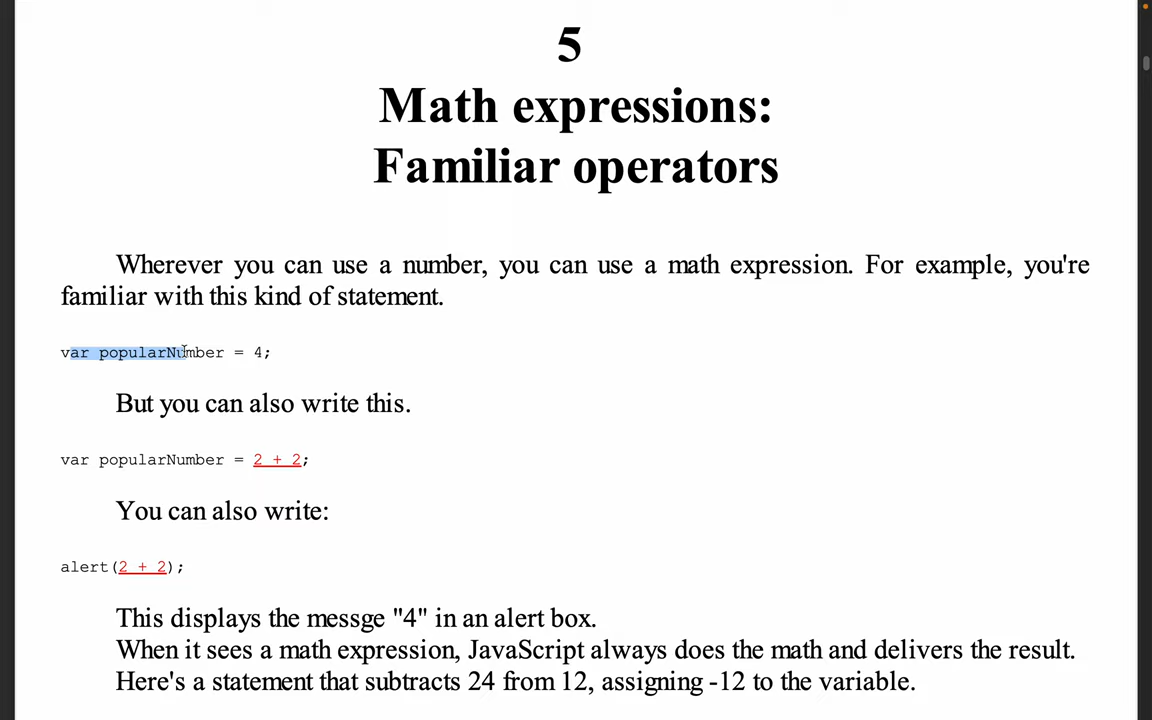 5
Math expressions:
Familiar operators
Wherever you can use a number, you can use a math expression. For example, you're
familiar with this kind of statement.
var popularNumber = 4;
But you can also write this.
var popularNumber = 2 + 2;
You can also write:
alert(2 + 2);
This displays the messge "4" in an alert box.
When it sees a math expression, JavaScript always does the math and delivers the result.
Here's a statement that subtracts 24 from 12, assigning -12 to the variable.